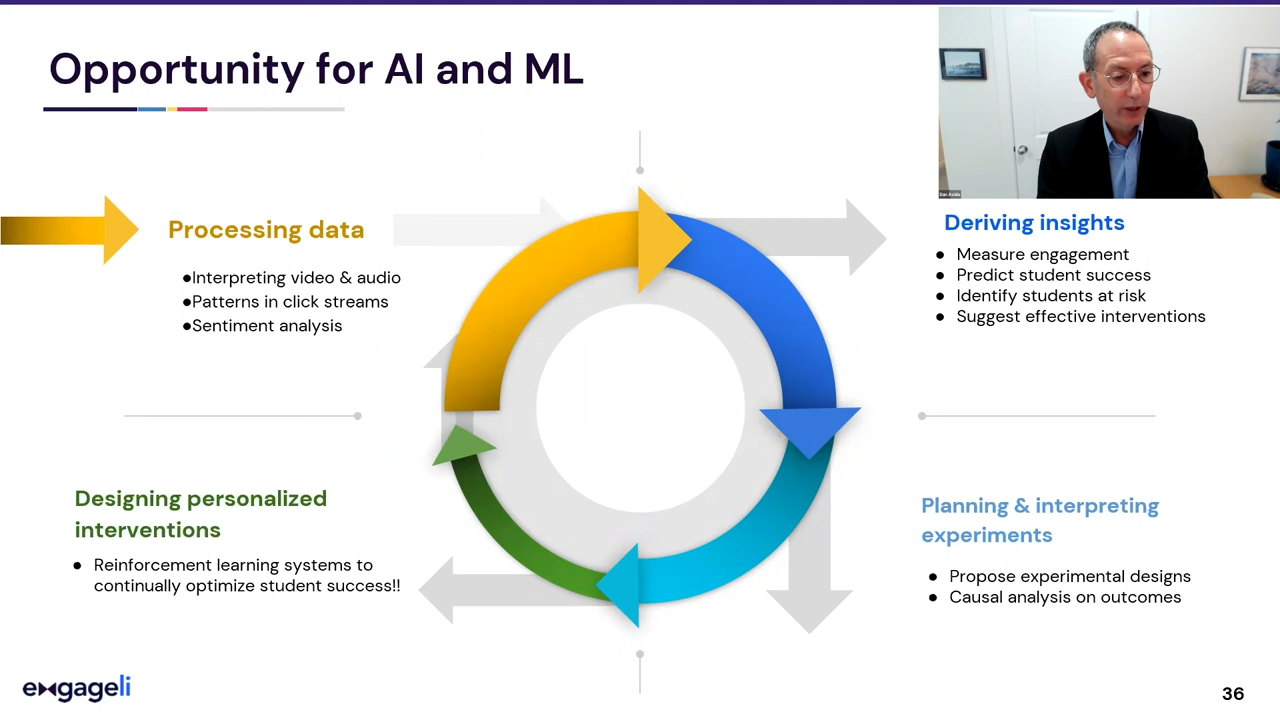 Opportunity for AI and ML
Dan Avida
Processing data
●Interpreting video & audio
●Patterns in click streams
●Sentiment analysis
Deriving insights
● Measure engagement
● Predict student success
● Identify students at risk
● Suggest effective interventions
Designing personalized
interventions
● Reinforcement learning systems to
continually optimize student success!!
Planning & interpreting
experiments
● Propose experimental designs
● Causal analysis on outcomes
engageli
36